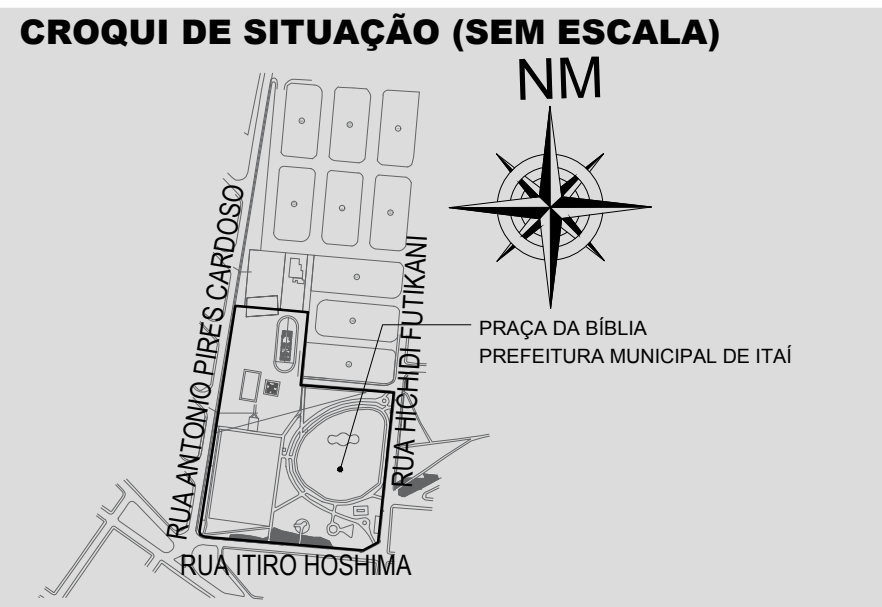 CROQUI DE SITUAÇÃO (SEM ESCALA)
NM
RUA ANTONIO PIRES CARDOSO
RUA HICHIDI FUTIKANI
PRAÇA DA BÍBLIA
PREFEITURA MUNICIPAL DE ITAÍ
RUA ITIRO HOSHIMA